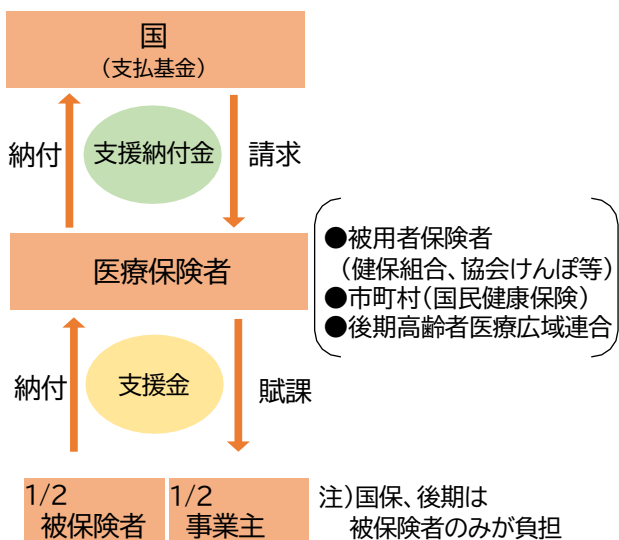 国
(支払基金)
納付
支援納付金
請求
医療保険者
●被用者保険者
(健保組合、協会けんぽ等)
●市町村(国民健康保険)
●後期高齢者医療広域連合
納付
支援金
賦課
1/2
被保険者
1/2
事業主
注)国保、後期は
被保険者のみが負担